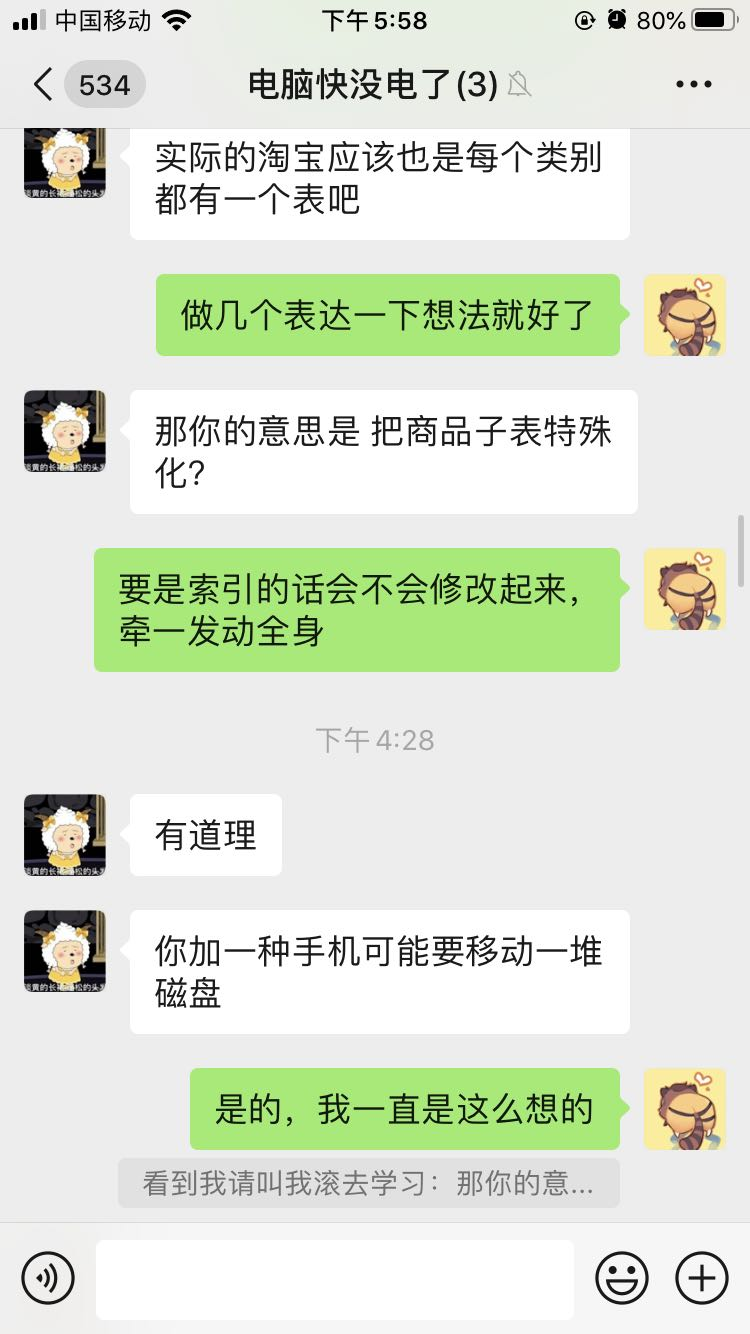 中国移动 下午5:58 80%
534 电脑快没电了(3)
实际的淘宝应该也是每个类别
都有一个表吧
做几个表达一下想法就好了
那你的意思是 把商品子表特殊
化?
要是索引的话会不会修改起来,
牵一发动全身
下午4:28
有道理
你加一种手机可能要移动一堆
磁盘
是的，我一直是这么想的
看到我请叫我滚去学习：那你的意...